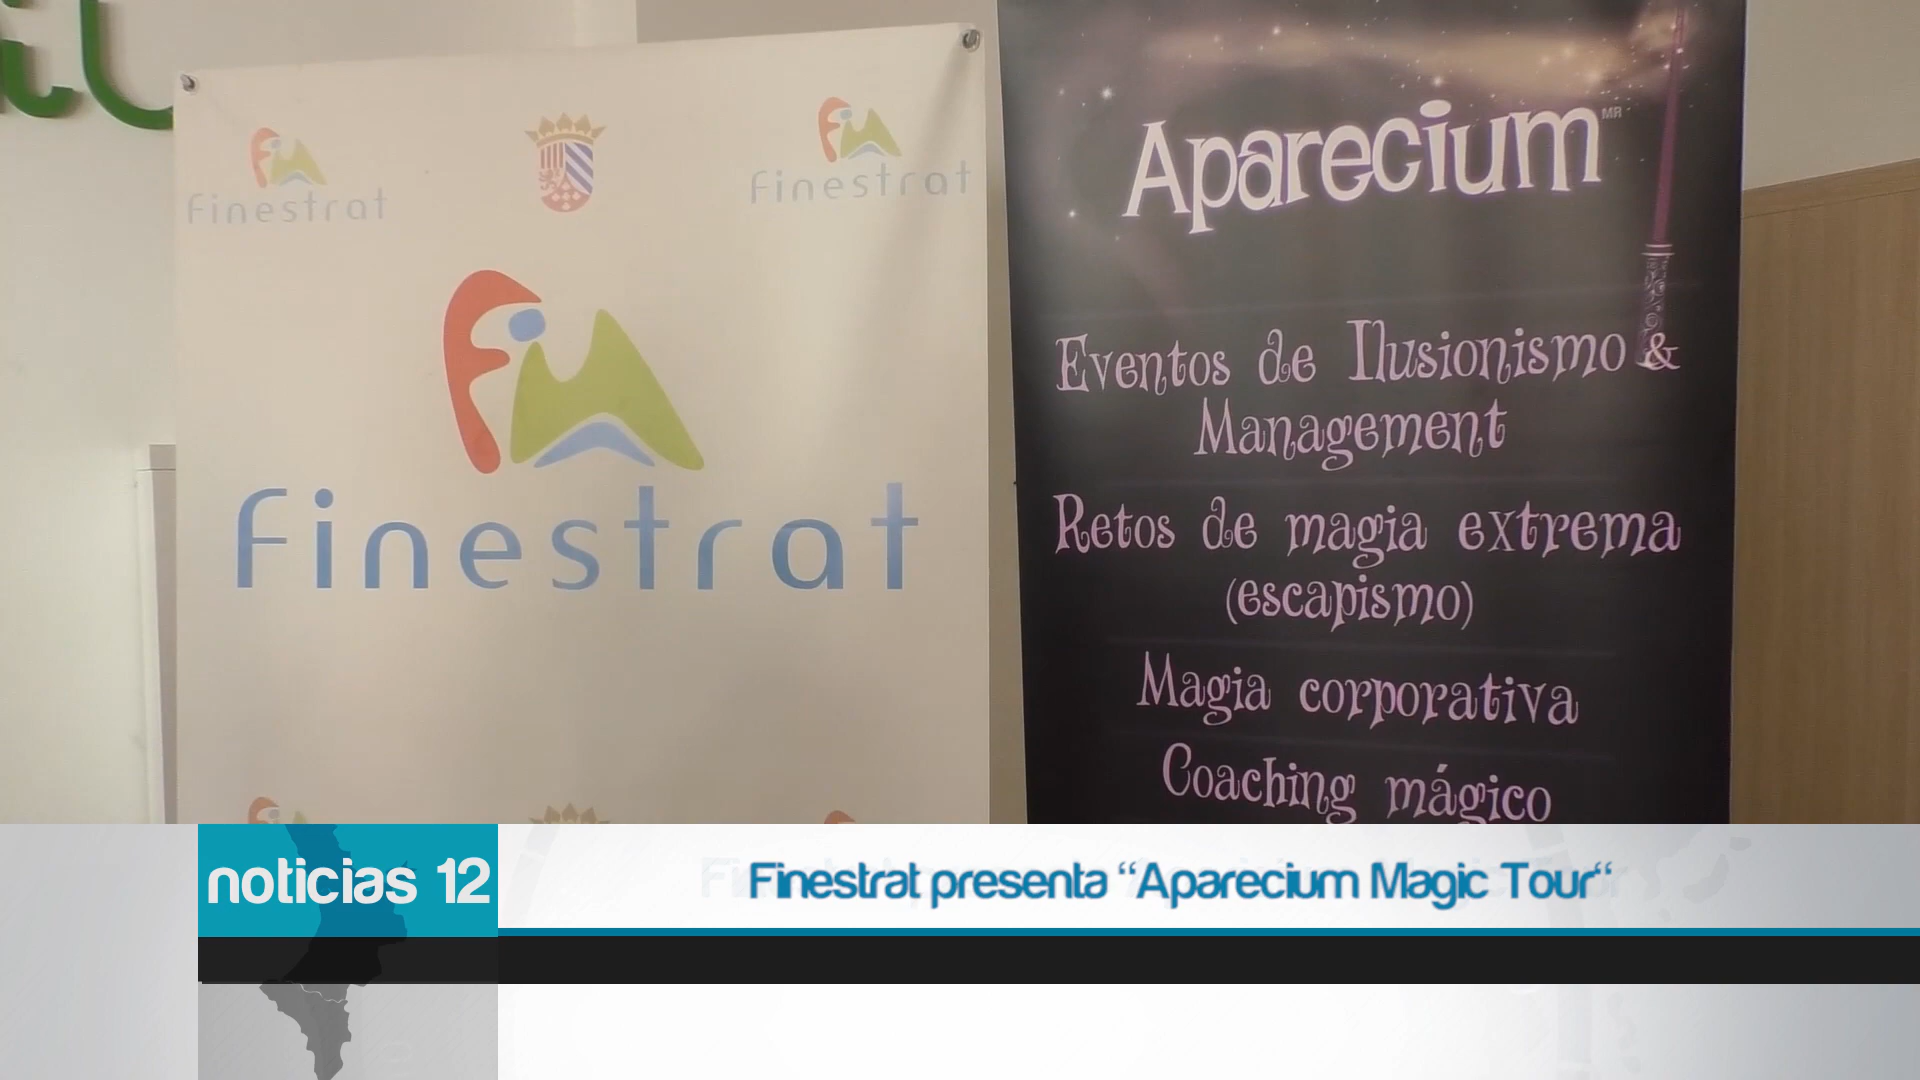 Finestrat
Finestrat
Finestrat
Aparecium MR
Eventos de Ilusionismo &
Management
Retos de magia extrema
(escapismo)
Magia corporativa
Coaching mágico
noticias 12
Finestrat presenta “Aparecium Magic Tour“